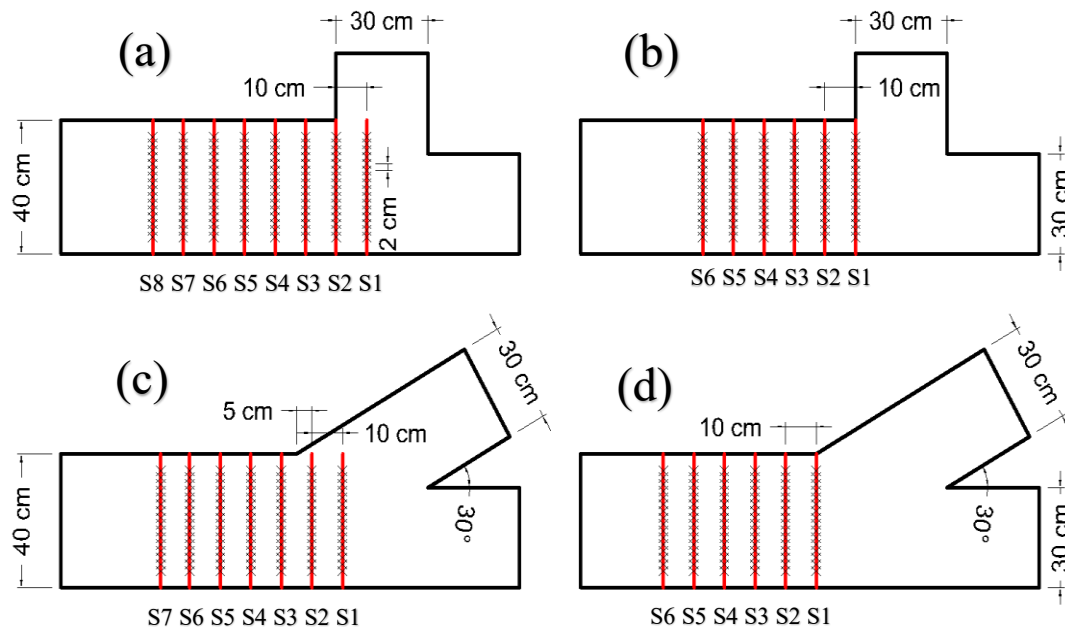 30 cm
30 cm
(a)
(b)
10 cm
10 cm
40 cm
2 cm
30 cm
S8 S7 S6 S5 S4 S3 S2 S1
S6 S5 S4 S3 S2 S1
(c)
(d)
30 cm
30 cm
5 cm
10 cm
10 cm
40 cm
30°
30°
30 cm
S7 S6 S5 S4 S3 S2 S1
S6 S5 S4 S3 S2 S1